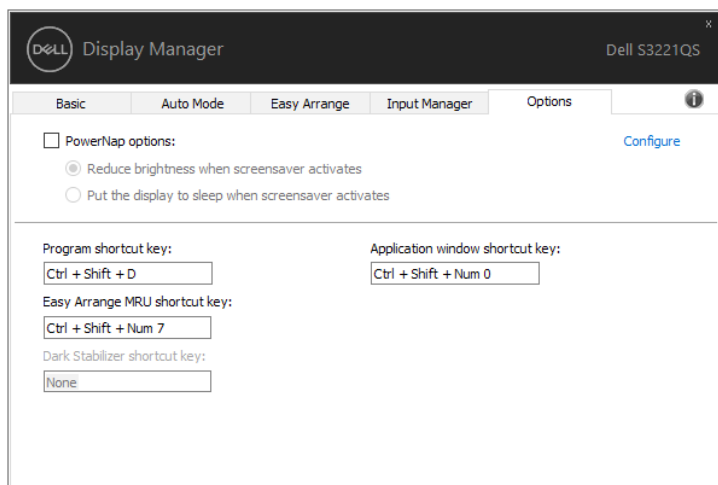 x
DELL Display Manager Dell S3221QS
Basic Auto Mode Easy Arrange Input Manager Options i
PowerNap options: Configure
Reduce brightness when screensaver activates
Put the display to sleep when screensaver activates
Program shortcut key: Application window shortcut key:
Ctrl + Shift + D Ctrl + Shift + Num 0
Easy Arrange MRU shortcut key:
Ctrl + Shift + Num 7
Dark Stabilizer shortcut key:
None